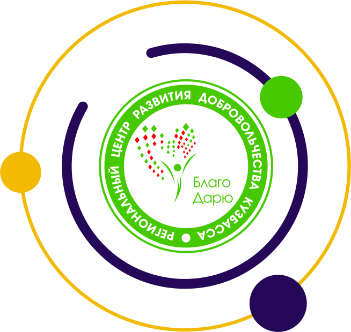 РЕГИОНАЛЬНЫЙ ЦЕНТР РАЗВИТИЯ ДОБРОВОЛЬЧЕСТВА КУЗБАССА
Благо
Дарю